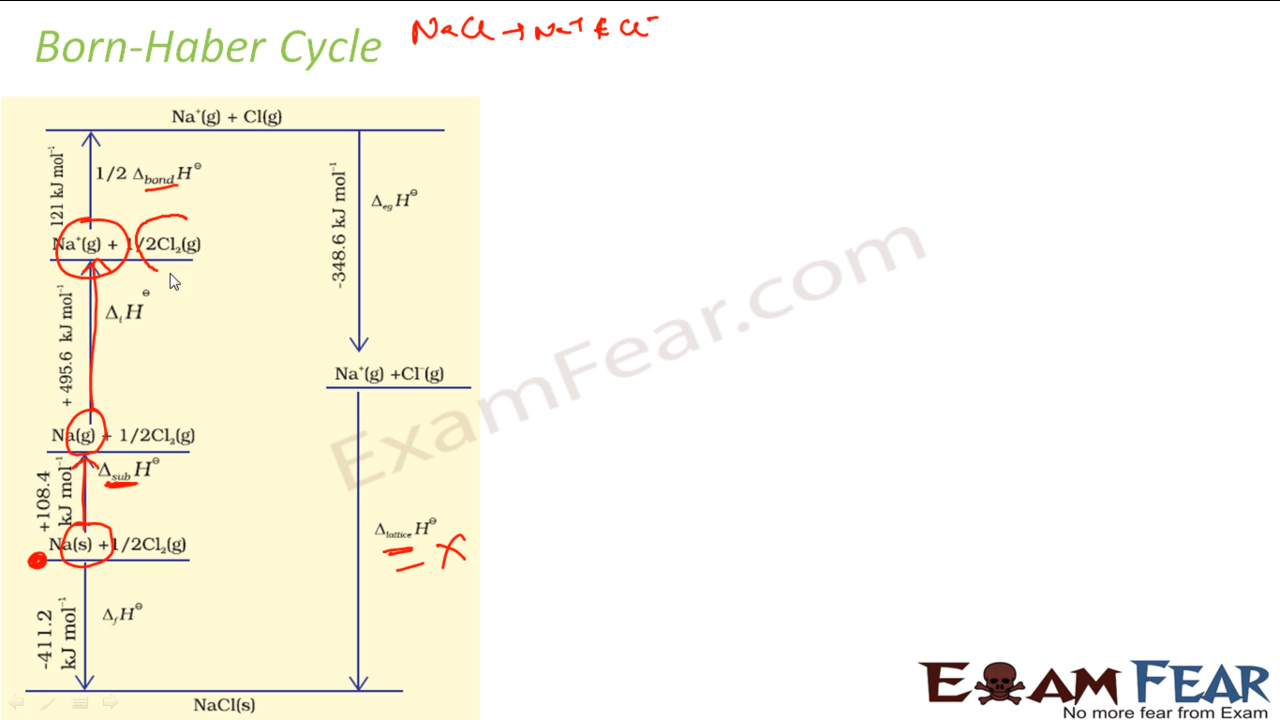 Born-Haber Cycle
NaCl → Na⁺ & Cl⁻
Na⁺(g) + Cl(g)
121 kJ mol⁻¹
1/2 Δbond H⊖
-348.6 kJ mol⁻¹
Δeg H⊖
Na⁺(g) + 1/2Cl₂(g)
+ 495.6 kJ mol⁻¹
Δi H⊖
Na⁺(g) +Cl⁻(g)
Na(g) + 1/2Cl₂(g)
+108.4
kJ mol⁻¹
Δsub H⊖
Na(s) + 1/2Cl₂(g)
Δlattice H⊖
= x
-411.2
kJ mol⁻¹
Δf H⊖
NaCl(s)
ExamFear.com
EXAM FEAR
No more fear from Exam